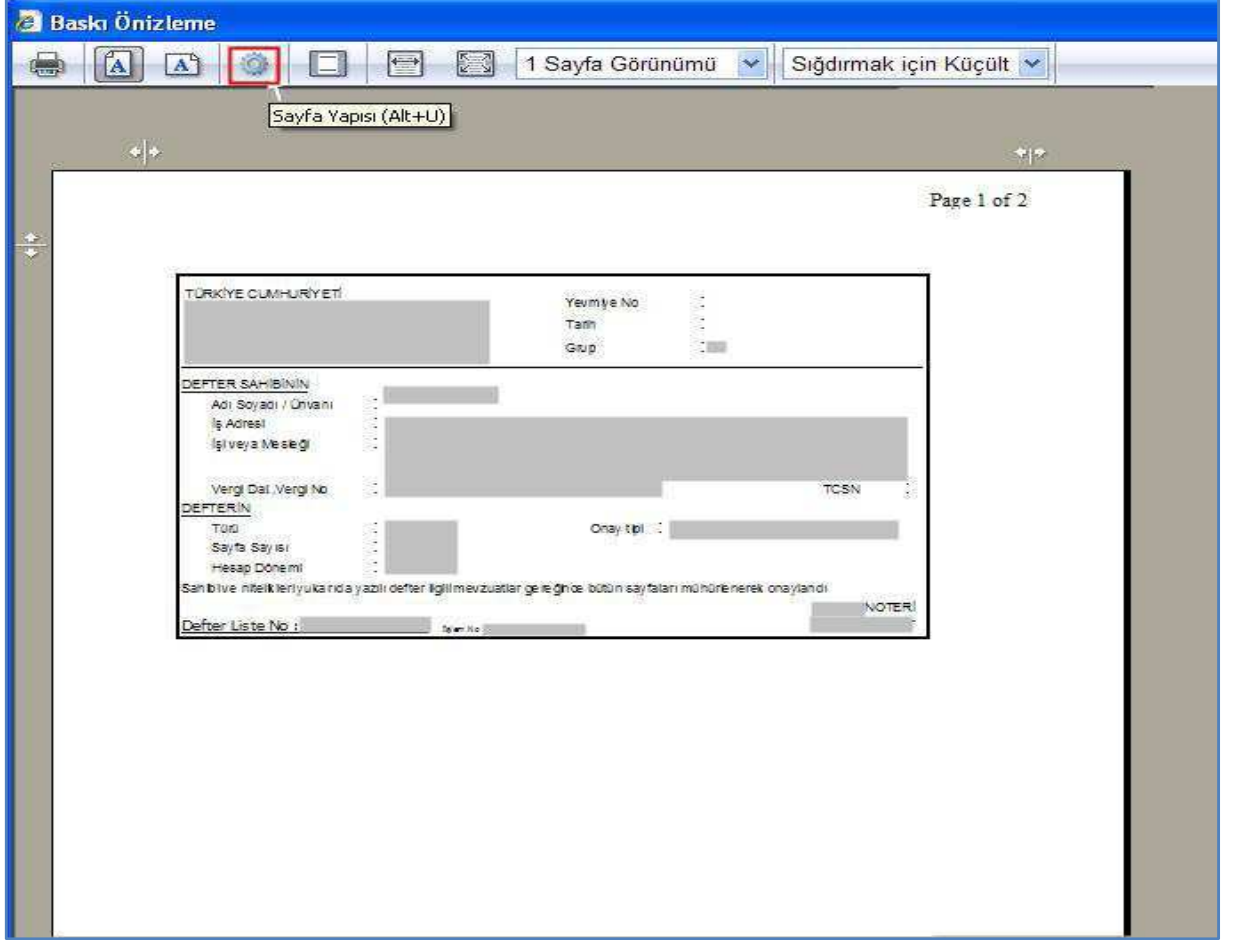 Baskı Önizleme
1 Sayfa Görünümü Sığdırmak için Küçült
Sayfa Yapısı (Alt+U)
Page 1 of 2
TÜRKİYE CUMHURİYETİ
Yevmiye No :
Tarih :
Grup :
DEFTER SAHİBİNİN
Adı Soyadı / Ünvanı :
İş Adresi :
İşi veya Mesleği :
Vergi Dai.,Vergi No : TCSN :
DEFTERİN
Türü : Onay tipi :
Sayfa Sayısı :
Hesap Dönemi :
Sahibi ve nitelikleri yukarıda yazılı defter ilgili mevzuatlar gereğince bütün sayfaları mühürlenerek onaylandı
NOTERİ
Defter Liste No : İşlem No